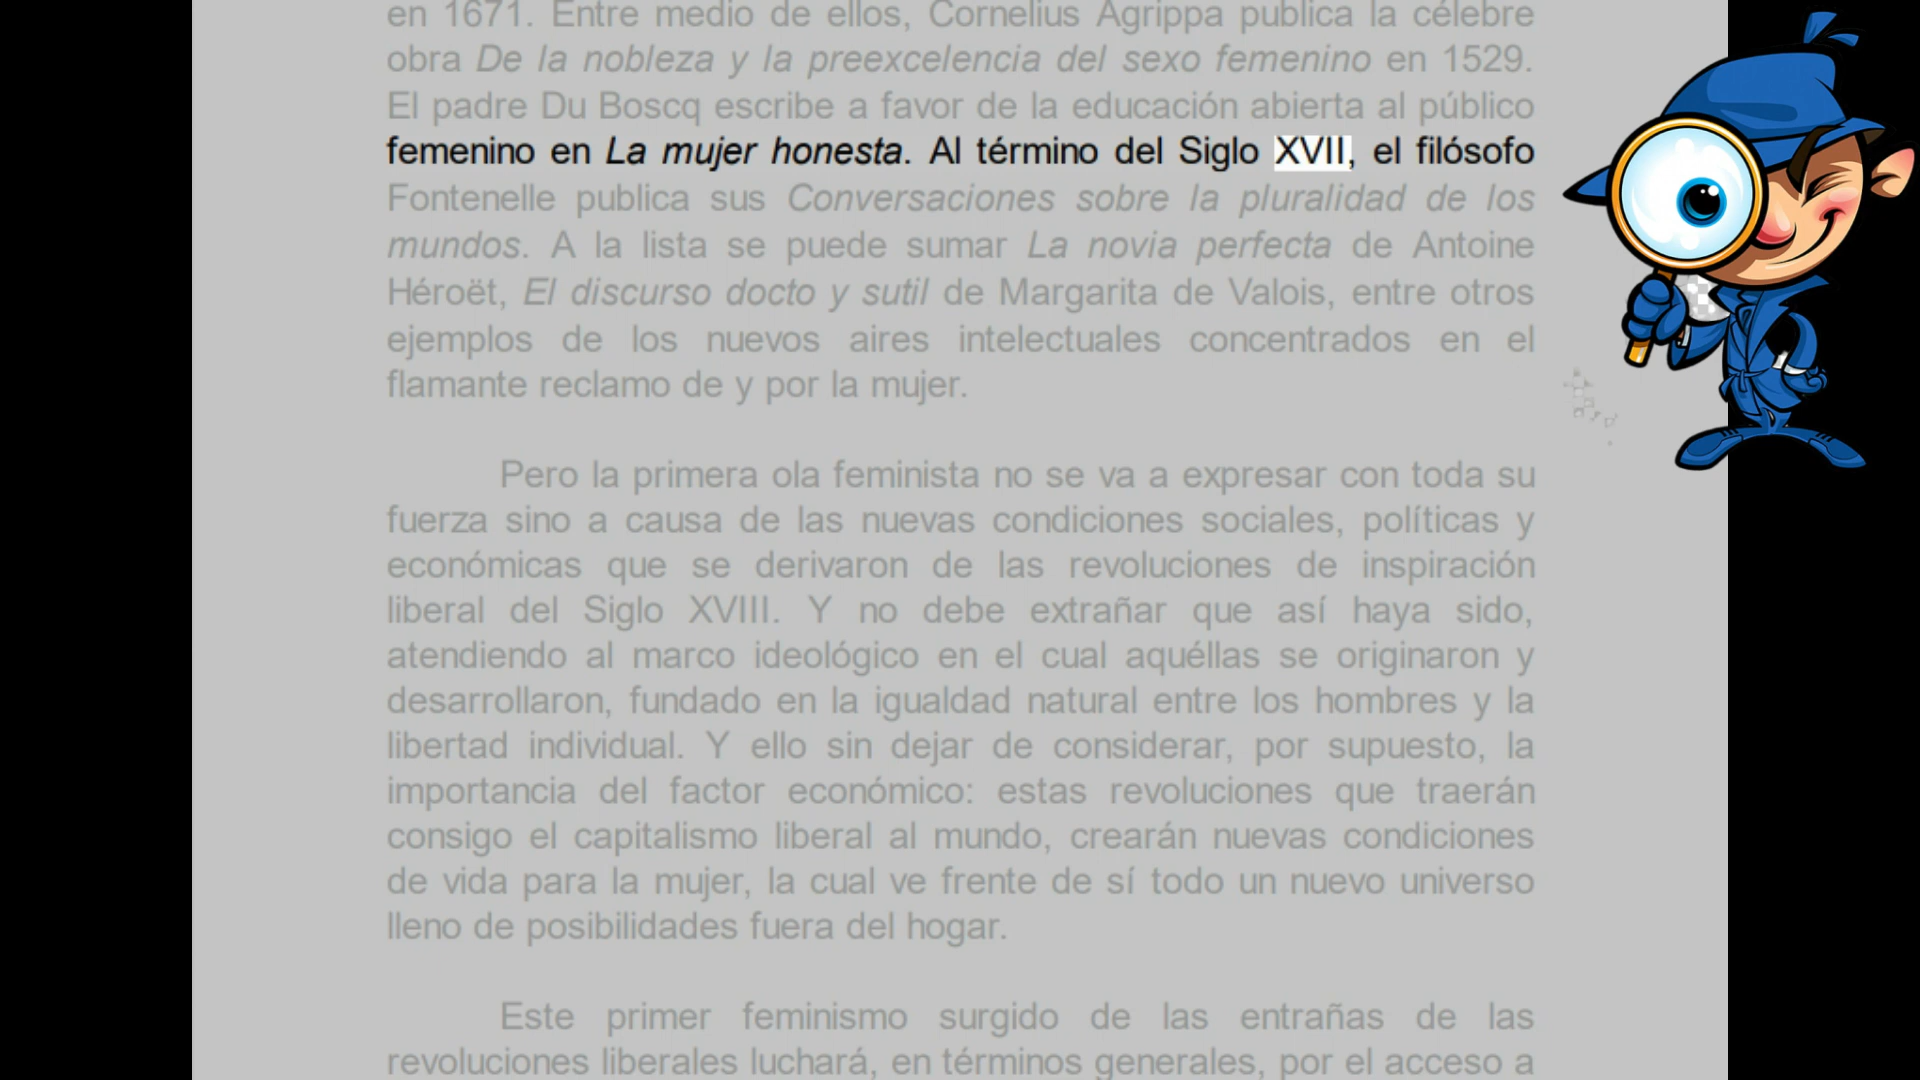 en 1671. Entre medio de ellos, Cornelius Agrippa publica la célebre
obra De la nobleza y la preexcelencia del sexo femenino en 1529.
El padre Du Boscq escribe a favor de la educación abierta al público
femenino en La mujer honesta. Al término del Siglo XVII, el filósofo
Fontenelle publica sus Conversaciones sobre la pluralidad de los
mundos. A la lista se puede sumar La novia perfecta de Antoine
Héroët, El discurso docto y sutil de Margarita de Valois, entre otros
ejemplos de los nuevos aires intelectuales concentrados en el
flamante reclamo de y por la mujer.
Pero la primera ola feminista no se va a expresar con toda su
fuerza sino a causa de las nuevas condiciones sociales, políticas y
económicas que se derivaron de las revoluciones de inspiración
liberal del Siglo XVIII. Y no debe extrañar que así haya sido,
atendiendo al marco ideológico en el cual aquéllas se originaron y
desarrollaron, fundado en la igualdad natural entre los hombres y la
libertad individual. Y ello sin dejar de considerar, por supuesto, la
importancia del factor económico: estas revoluciones que traerán
consigo el capitalismo liberal al mundo, crearán nuevas condiciones
de vida para la mujer, la cual ve frente de sí todo un nuevo universo
lleno de posibilidades fuera del hogar.
Este primer feminismo surgido de las entrañas de las
revoluciones liberales luchará, en términos generales, por el acceso a